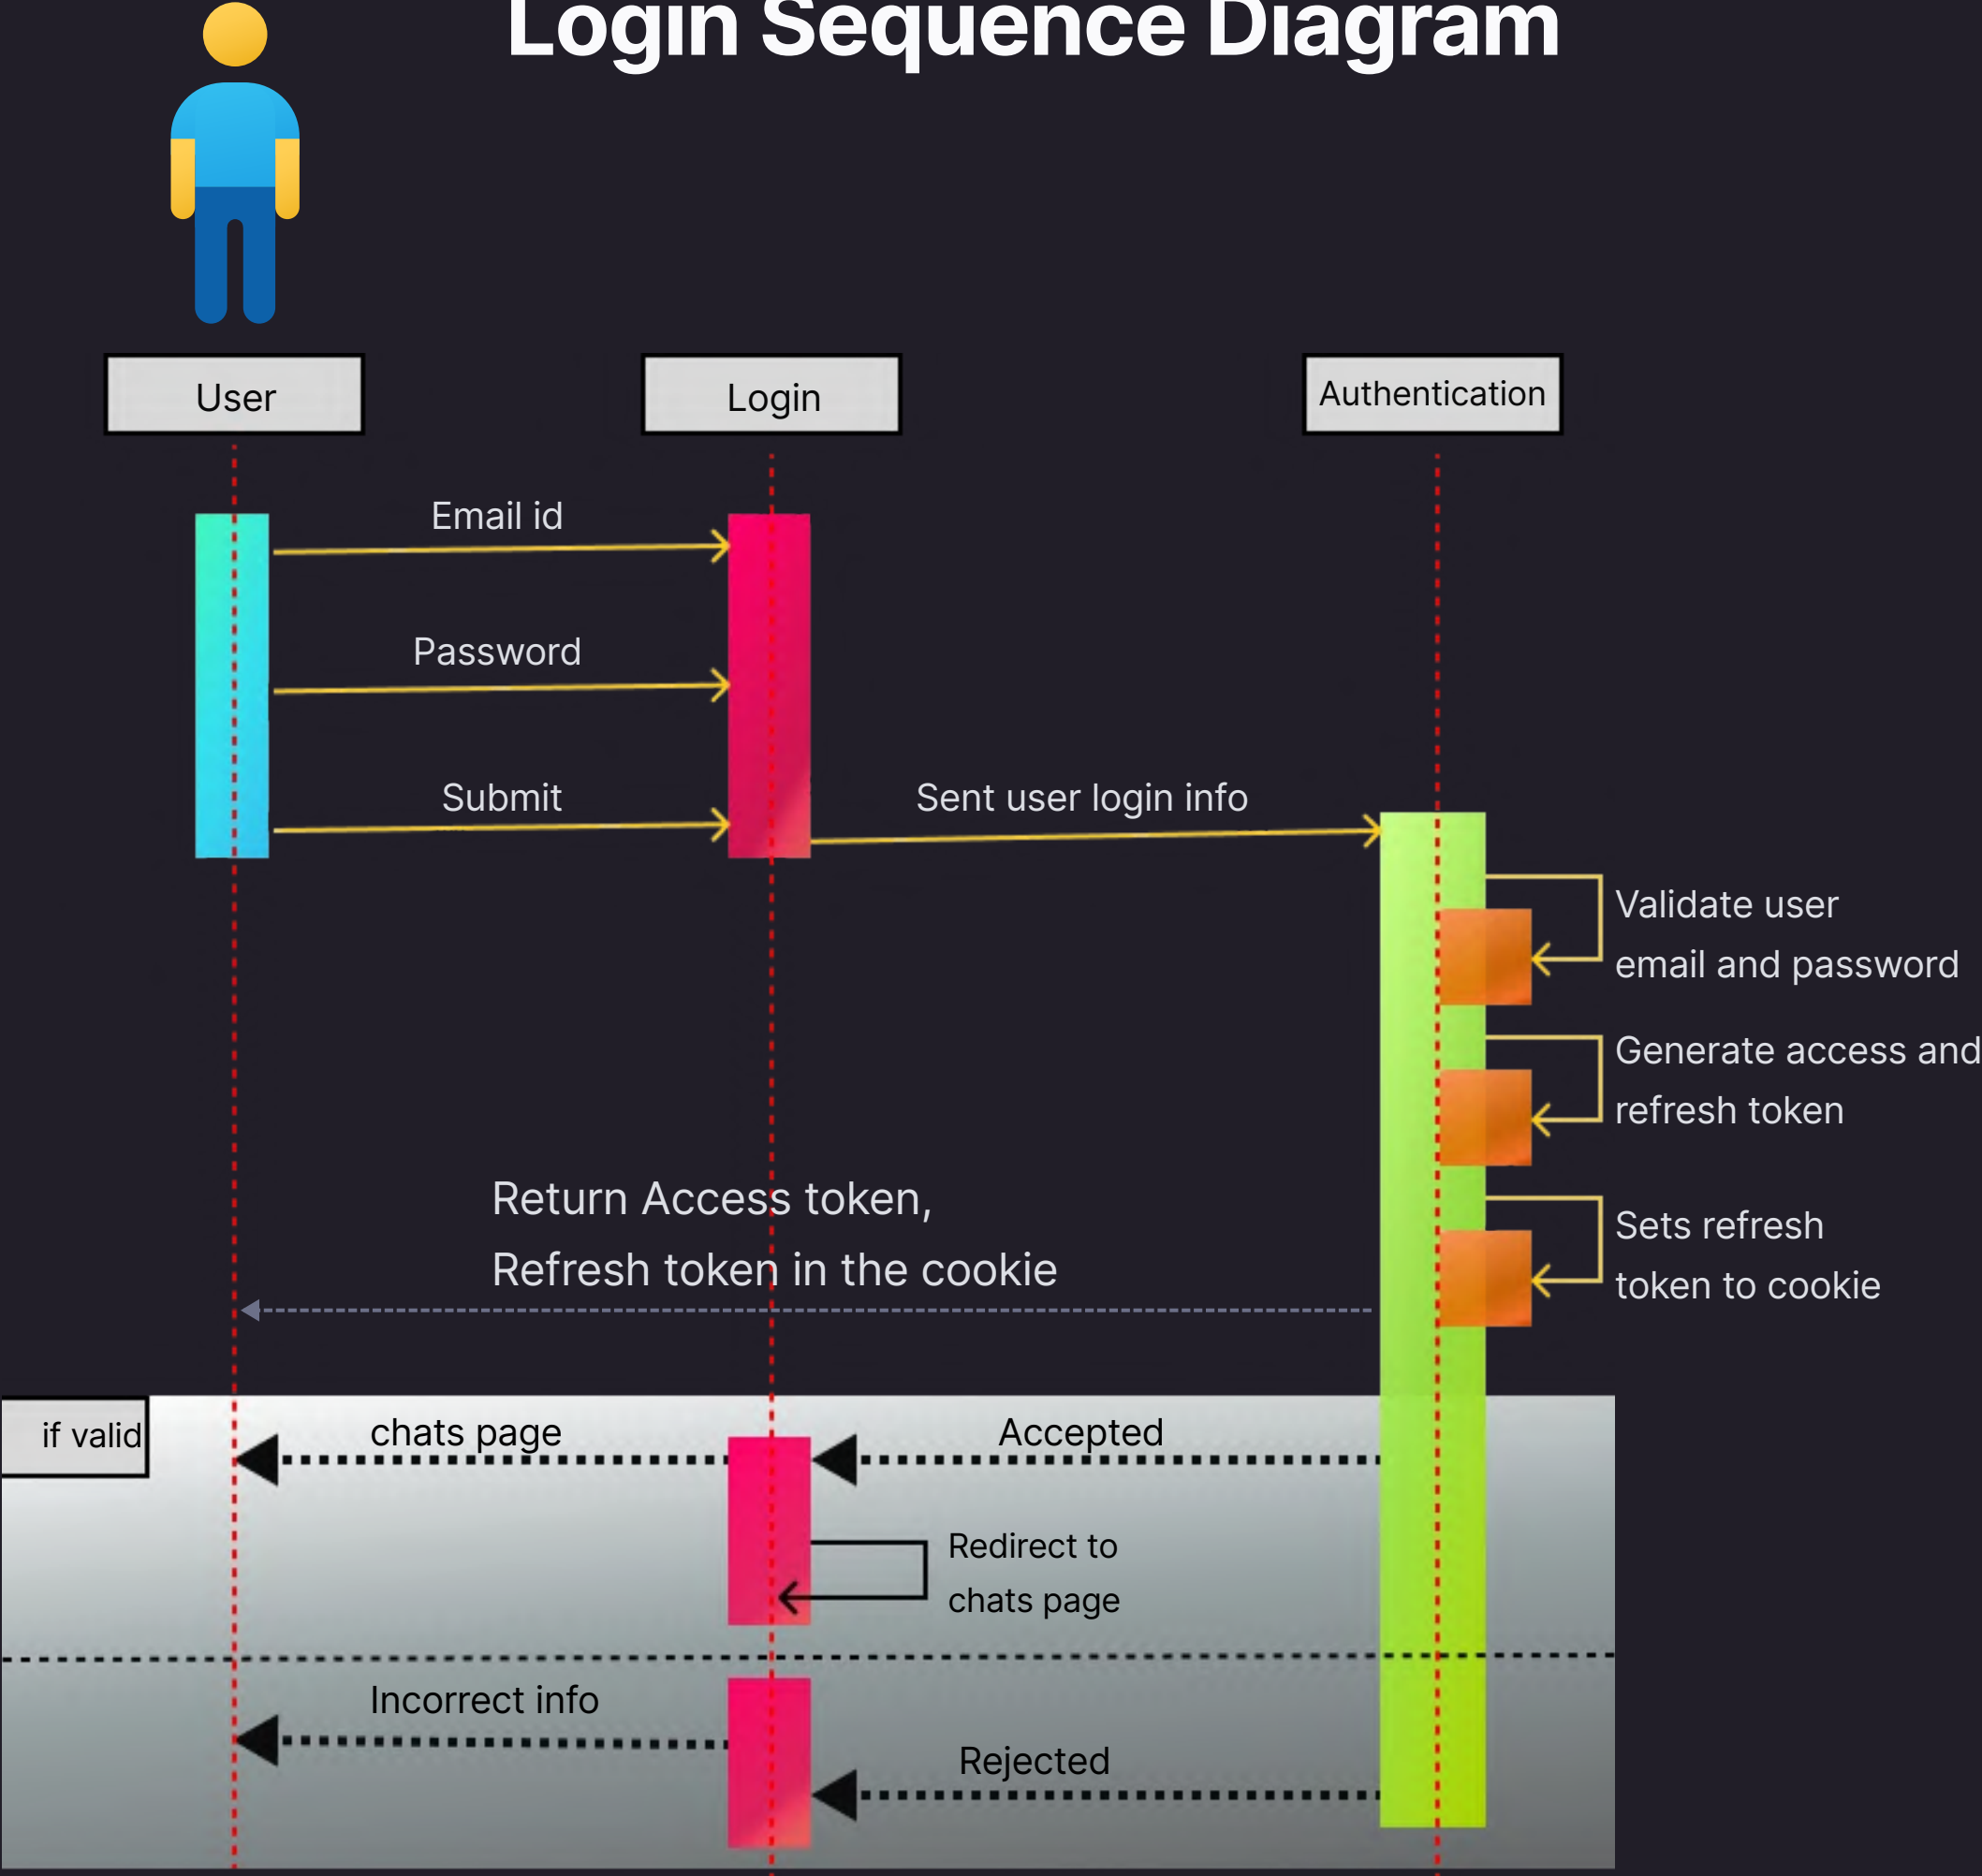 Login Sequence Diagram
User
Login
Authentication
Email id
Password
Submit
Sent user login info
Validate user
email and password
Generate access and
refresh token
Return Access token,
Refresh token in the cookie
Sets refresh
token to cookie
if valid
chats page
Accepted
Redirect to
chats page
Incorrect info
Rejected